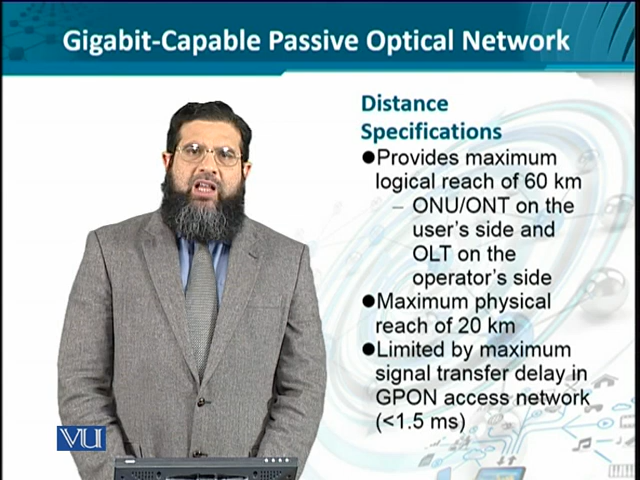 Gigabit-Capable Passive Optical Network
Distance
Specifications
●Provides maximum
logical reach of 60 km
– ONU/ONT on the
user's side and
OLT on the
operator's side
●Maximum physical
reach of 20 km
●Limited by maximum
signal transfer delay in
GPON access network
(<1.5 ms)
VU